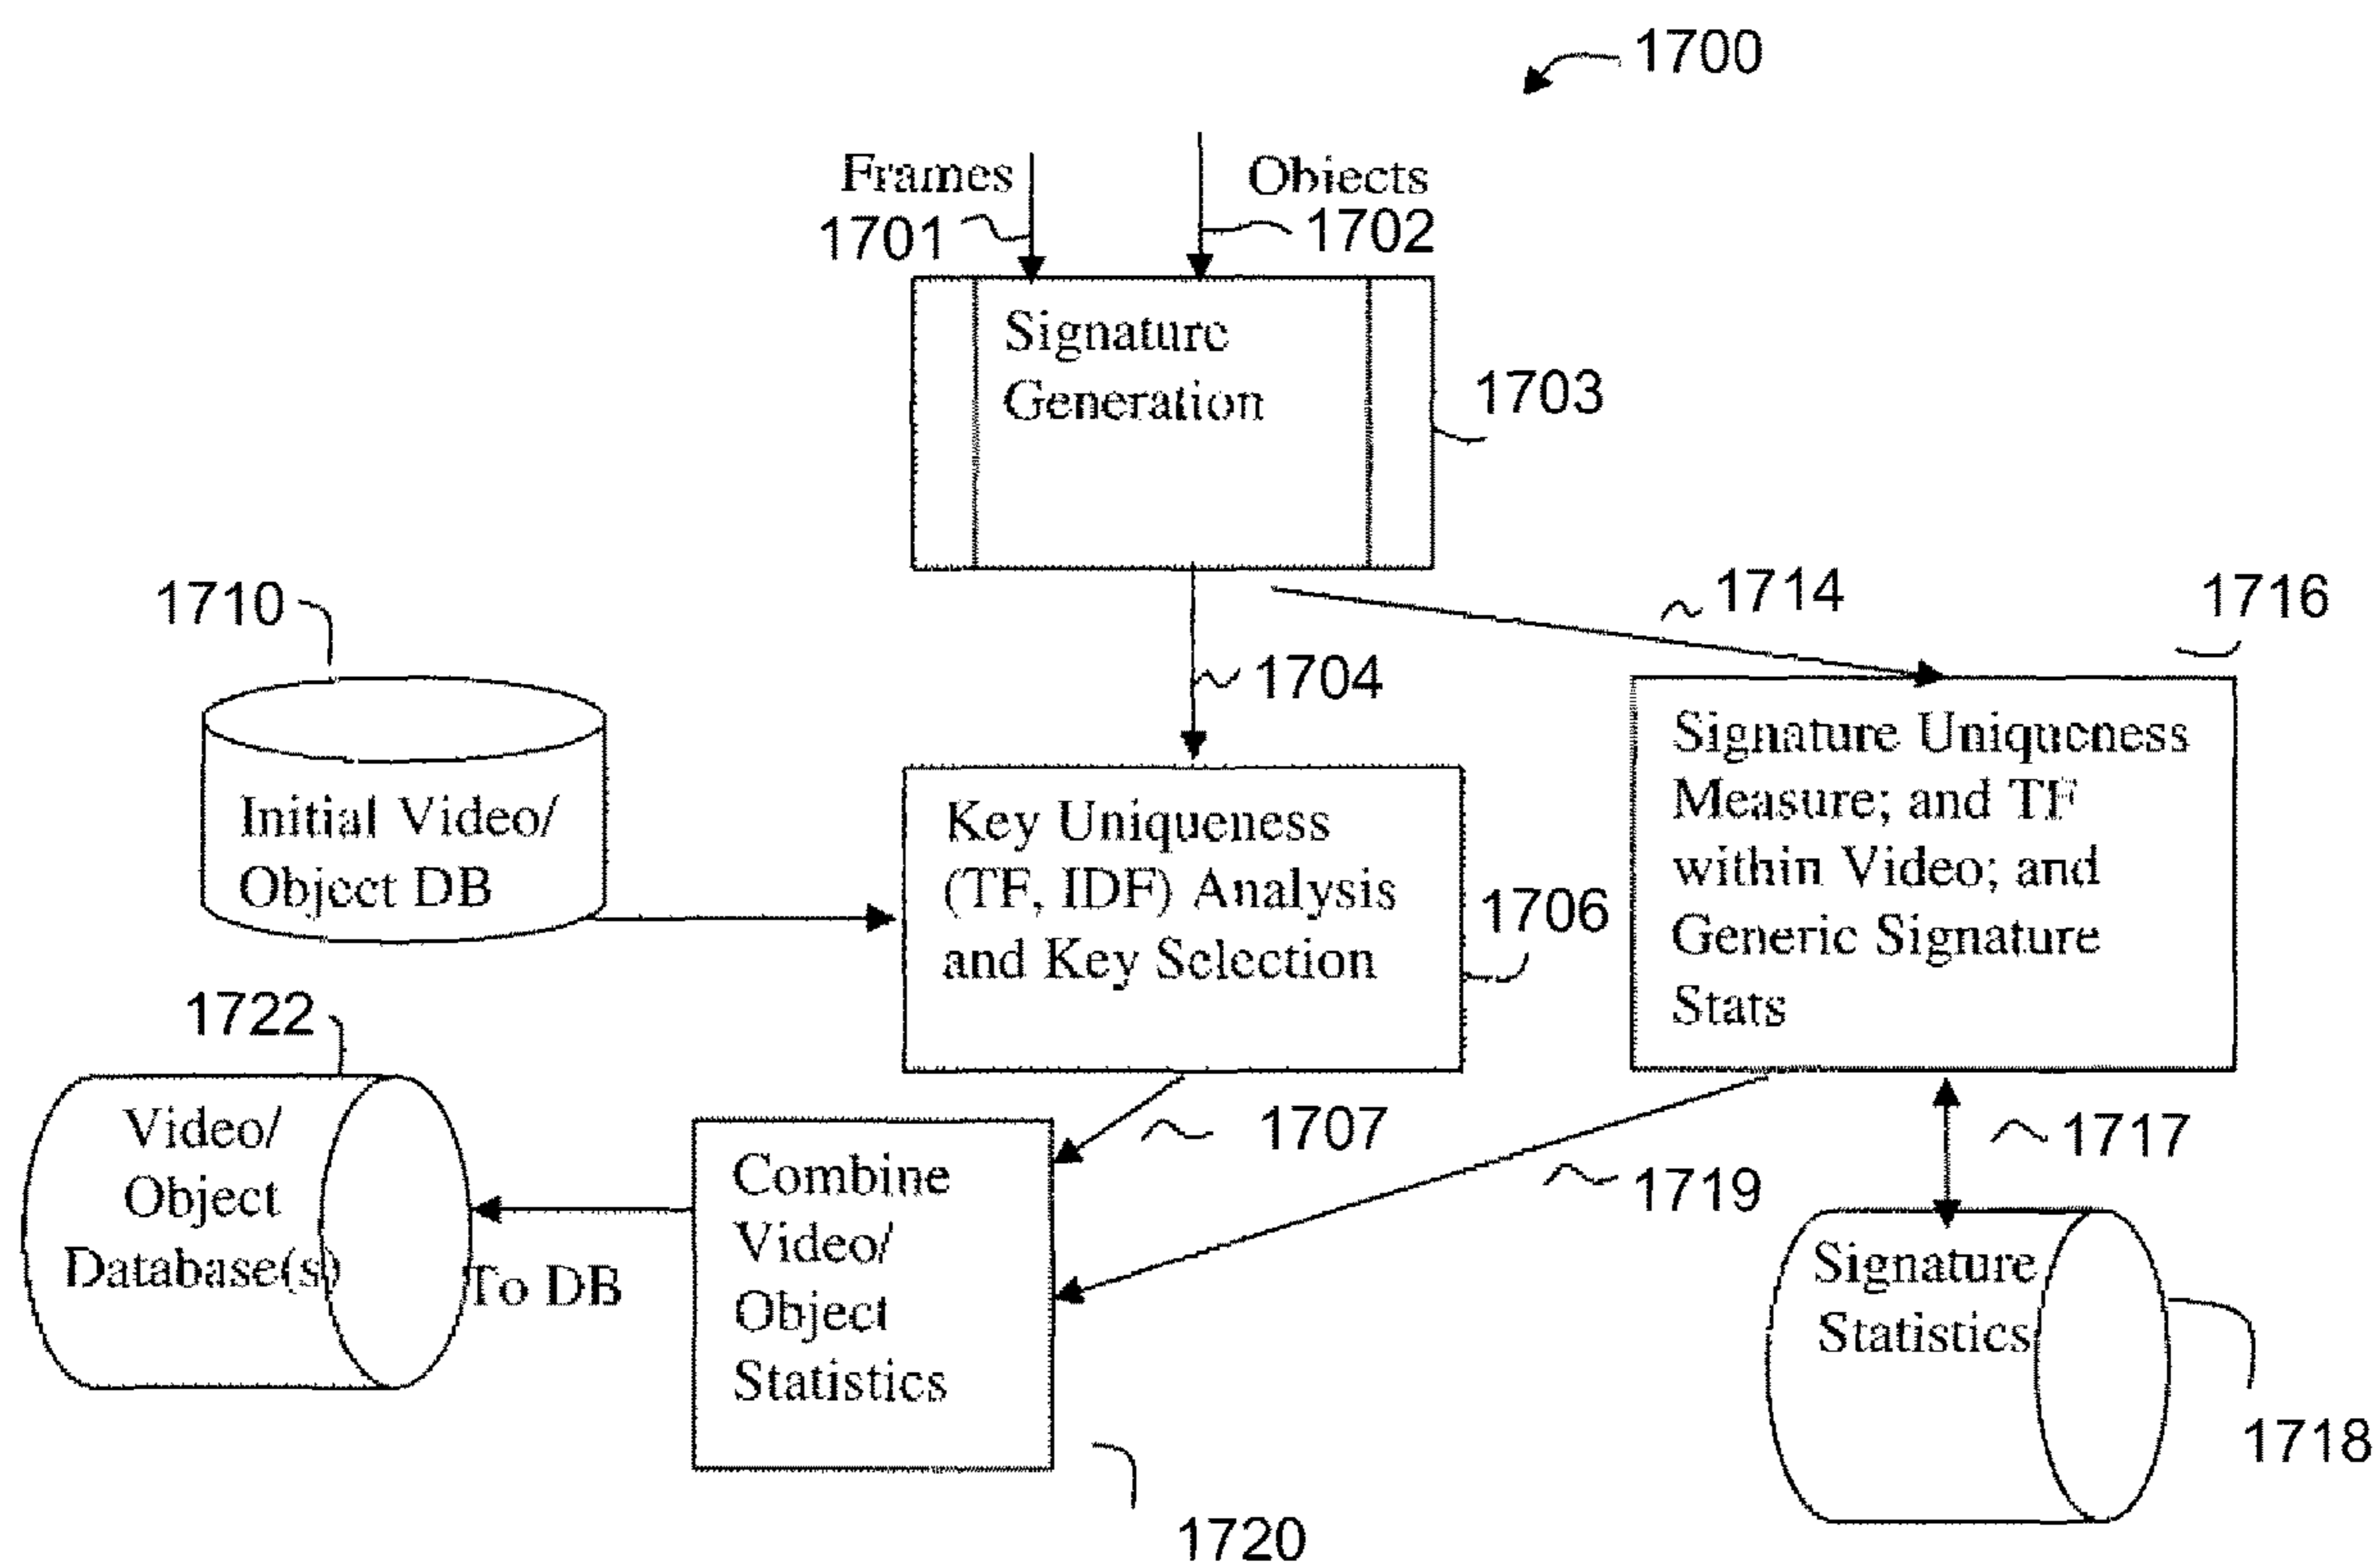 1700
Frames
Objects
1701
1702
Signature
Generation
1703
1714
1716
1710
1704
Initial Video/
Object DB
Key Uniqueness
(TF, IDF) Analysis
and Key Selection
1706
Signature Uniqueness
Measure; and TF
within Video; and
Generic Signature
Stats
1722
Video/
Object
Database(s)
To DB
1707
1719
1717
Combine
Video/
Object
Statistics
Signature
Statistics
1718
1720